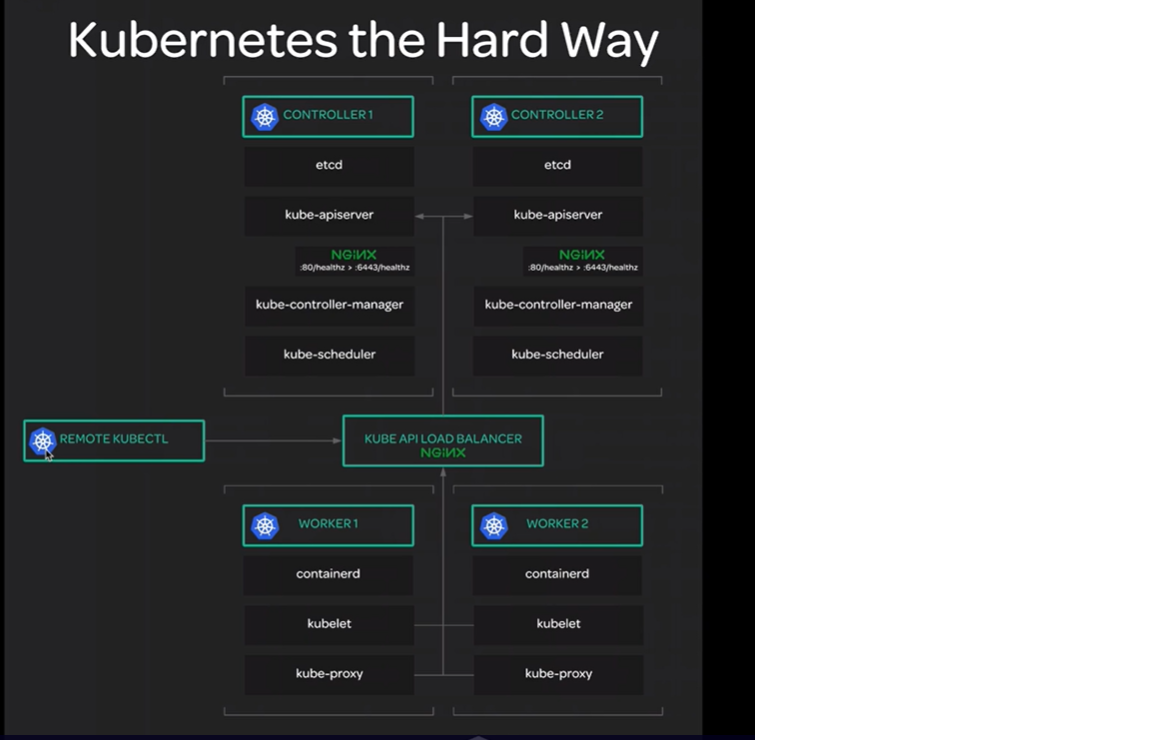 Kubernetes the Hard Way
CONTROLLER 1
etcd
kube-apiserver
NGINX
:80/healthz > :6443/healthz
kube-controller-manager
kube-scheduler
CONTROLLER 2
etcd
kube-apiserver
NGINX
:80/healthz > :6443/healthz
kube-controller-manager
kube-scheduler
REMOTE KUBECTL
KUBE API LOAD BALANCER
NGINX
WORKER 1
containerd
kubelet
kube-proxy
WORKER 2
containerd
kubelet
kube-proxy